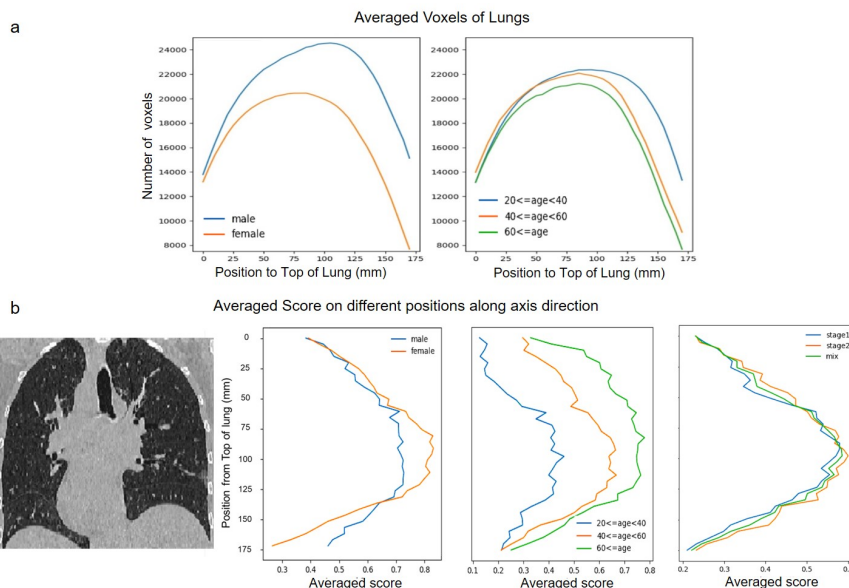 Averaged Voxels of Lungs
a
24000
22000
20000
18000
16000
14000
12000
10000
8000
Number of voxels
male
female
0 25 50 75 100 125 150 175
Position to Top of Lung (mm)
24000
22000
20000
18000
16000
14000
12000
10000
8000
20<=age<40
40<=age<60
60<=age
0 25 50 75 100 125 150 175
Position to Top of Lung (mm)
b
Averaged Score on different positions along axis direction
Position from Top of lung (mm)
0
25
50
75
100
125
150
175
male
female
0.3 0.4 0.5 0.6 0.7 0.8
Averaged score
20<=age<40
40<=age<60
60<=age
0.1 0.2 0.3 0.4 0.5 0.6 0.7 0.8
Averaged score
stage1
stage2
mix
0.2 0.3 0.4 0.5
Averaged score